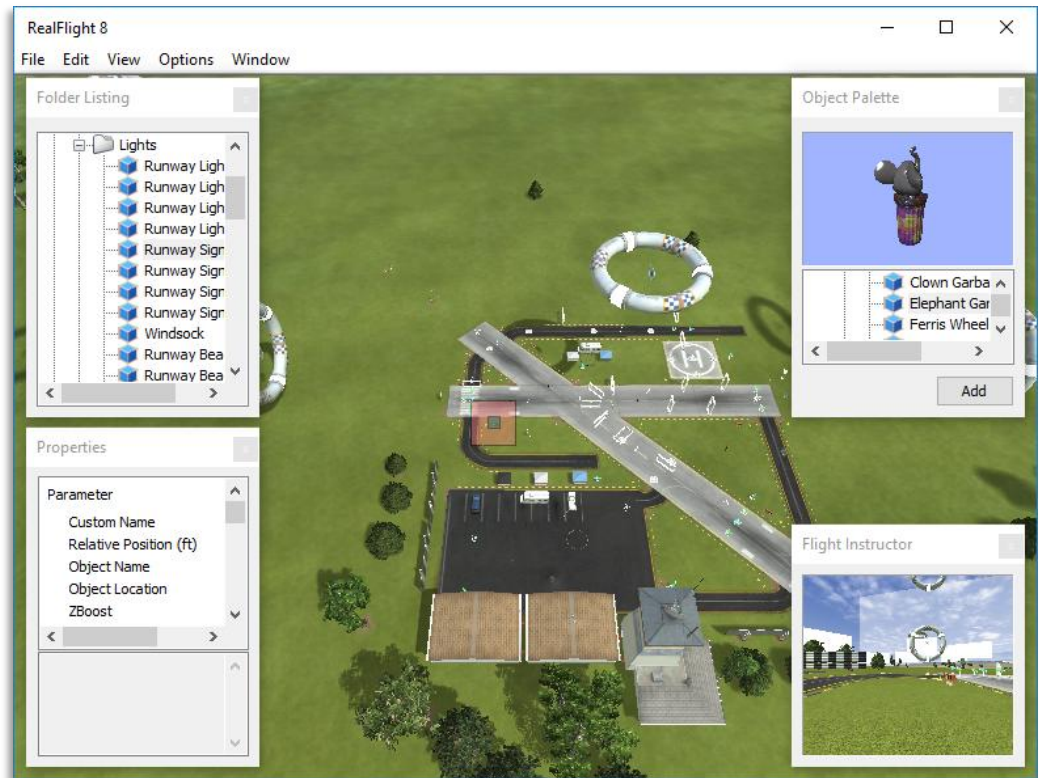 RealFlight 8
File Edit View Options Window
Folder Listing
Lights
Runway Ligh
Runway Ligh
Runway Ligh
Runway Ligh
Runway Sign
Runway Sign
Runway Sign
Runway Sign
Windsock
Runway Bea
Runway Bea
Properties
Parameter
Custom Name
Relative Position (ft)
Object Name
Object Location
ZBoost
Object Palette
Clown Garba
Elephant Gar
Ferris Wheel
Add
Flight Instructor
H